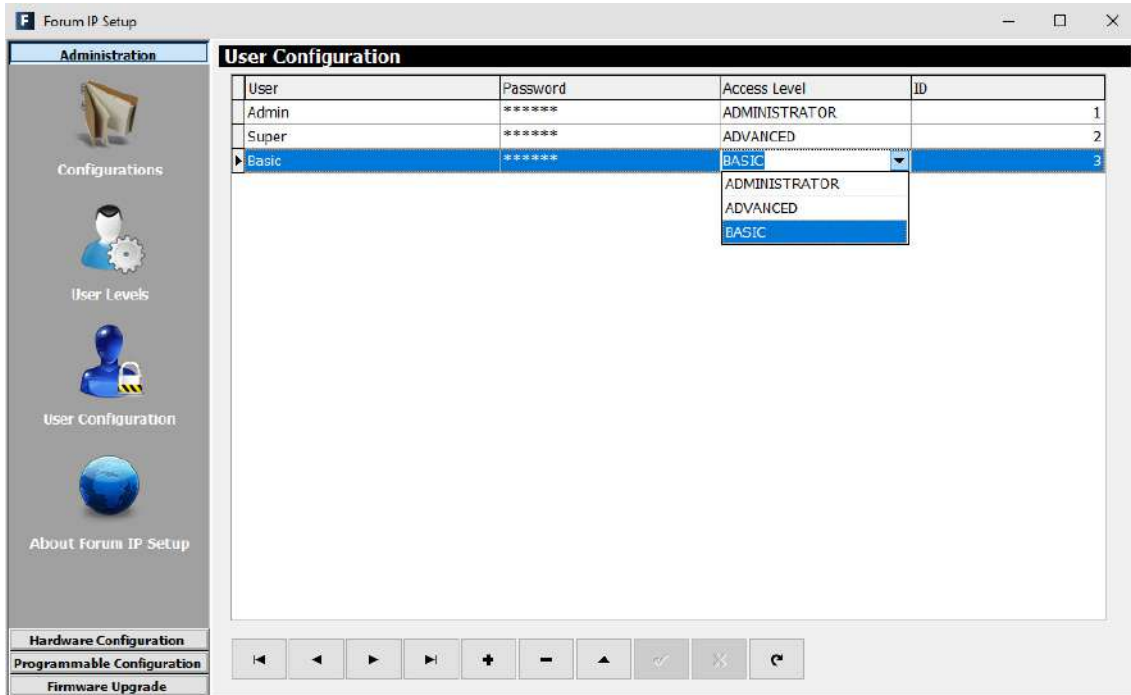 Forum IP Setup
Administration
Configurations
User Levels
User Configuration
About Forum IP Setup
Hardware Configuration
Programmable Configuration
Firmware Upgrade
User Configuration
User Password Access Level ID
Admin ****** ADMINISTRATOR 1
Super ****** ADVANCED 2
Basic ****** BASIC 3
ADMINISTRATOR
ADVANCED
BASIC